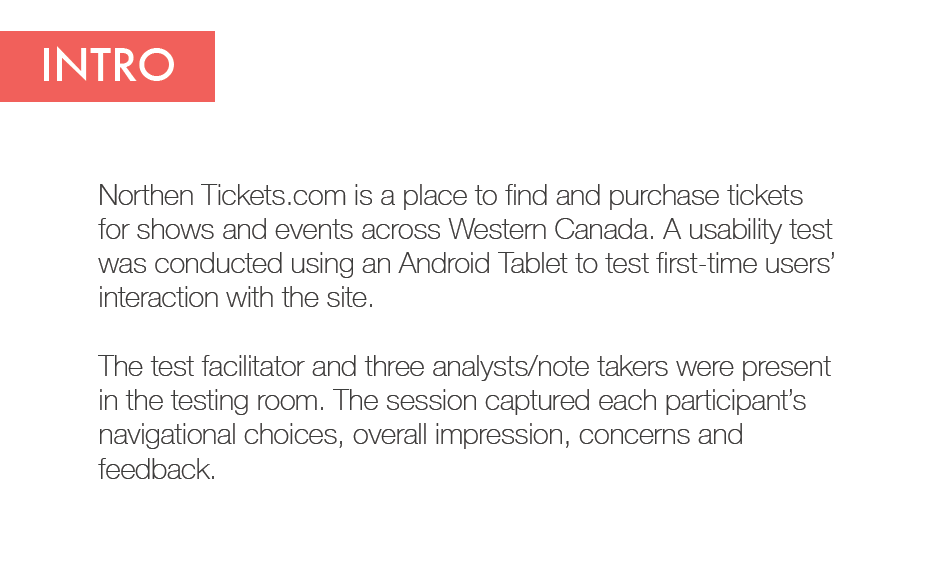 INTRO
Northen Tickets.com is a place to find and purchase tickets
for shows and events across Western Canada. A usability test
was conducted using an Android Tablet to test first-time users’
interaction with the site.
The test facilitator and three analysts/note takers were present
in the testing room. The session captured each participant’s
navigational choices, overall impression, concerns and
feedback.